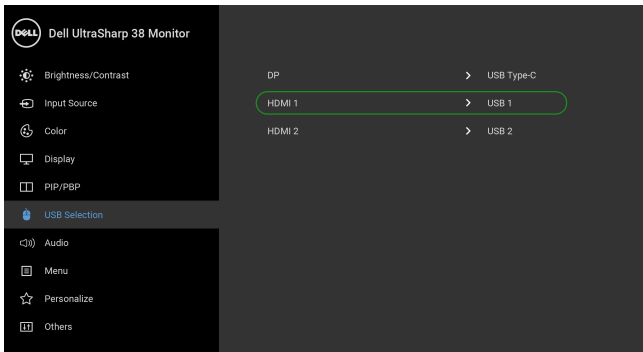 DELL Dell UltraSharp 38 Monitor
Brightness/Contrast
Input Source
Color
Display
PIP/PBP
USB Selection
Audio
Menu
Personalize
Others
DP USB Type-C
HDMI 1 USB 1
HDMI 2 USB 2